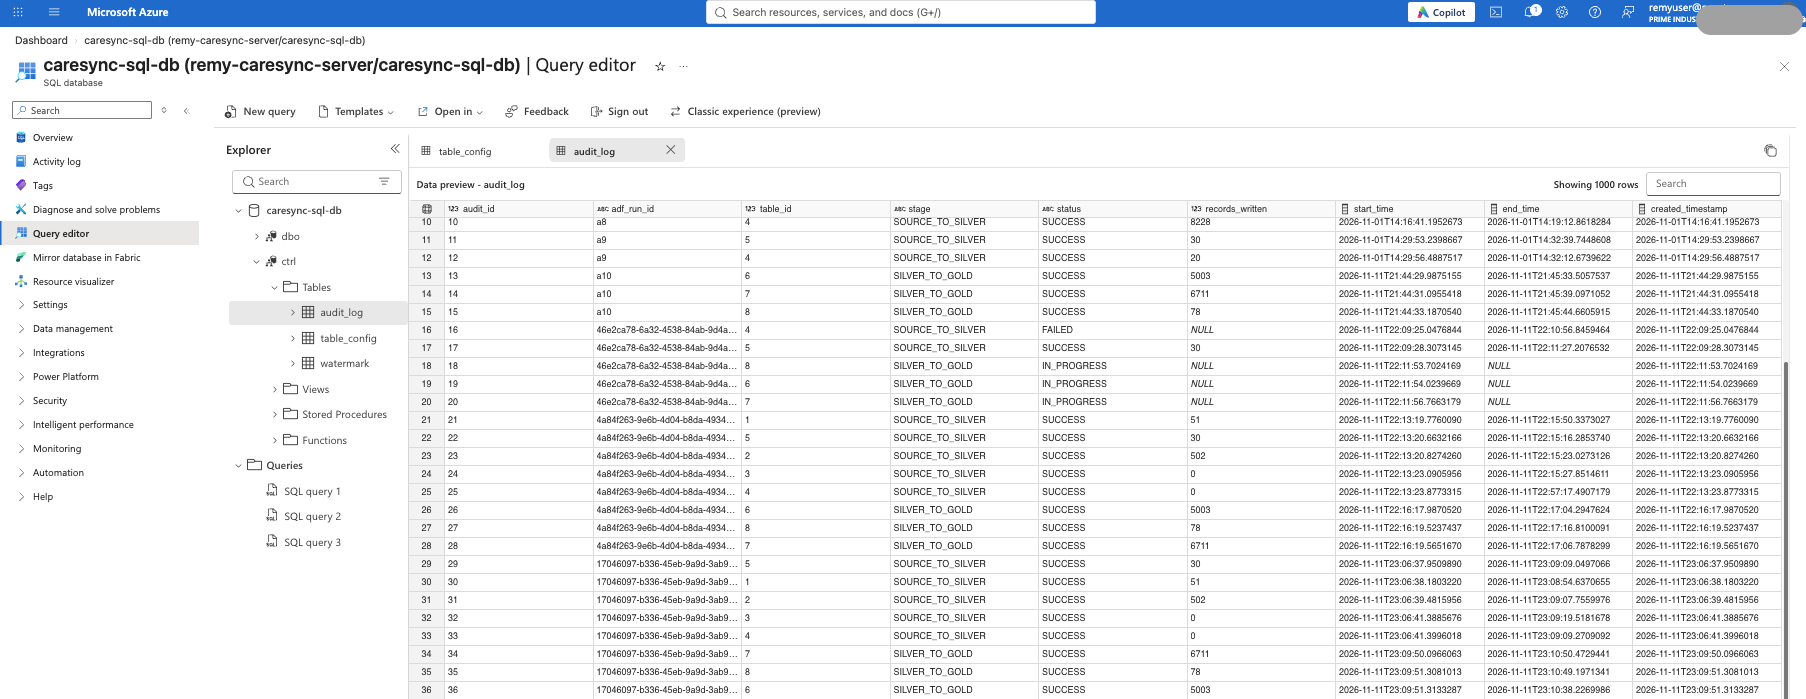 Microsoft Azure
Search resources, services, and docs (G+/)
Copilot
1
remyuser@
PRIME INDUS
Dashboard > caresync-sql-db (remy-caresync-server/caresync-sql-db)
caresync-sql-db (remy-caresync-server/caresync-sql-db) | Query editor ☆ ...
SQL database
Search
Overview
Activity log
Tags
Diagnose and solve problems
Query editor
Mirror database in Fabric
Resource visualizer
Settings
Data management
Integrations
Power Platform
Security
Intelligent performance
Monitoring
Automation
Help
New query
Templates
Open in
Feedback
Sign out
Classic experience (preview)
Explorer
Search
caresync-sql-db
dbo
ctrl
Tables
audit_log
table_config
watermark
Views
Stored Procedures
Functions
Queries
SQL query 1
SQL query 2
SQL query 3
table_config
audit_log
Data preview - audit_log
Showing 1000 rows
Search
123 audit_id ABC adf_run_id 123 table_id ABC stage ABC status 123 records_written start_time end_time created_timestamp
10 10 a8 4 SOURCE_TO_SILVER SUCCESS 8228 2026-11-01T14:16:41.1952673 2026-11-01T14:19:12.8618284 2026-11-01T14:16:41.1952673
11 11 a9 5 SOURCE_TO_SILVER SUCCESS 30 2026-11-01T14:29:53.2398667 2026-11-01T14:32:39.7448608 2026-11-01T14:29:53.2398667
12 12 a9 4 SOURCE_TO_SILVER SUCCESS 20 2026-11-01T14:29:56.4887517 2026-11-01T14:32:12.6739622 2026-11-01T14:29:56.4887517
13 13 a10 6 SILVER_TO_GOLD SUCCESS 5003 2026-11-11T21:44:29.9875155 2026-11-11T21:45:33.5057537 2026-11-11T21:44:29.9875155
14 14 a10 7 SILVER_TO_GOLD SUCCESS 6711 2026-11-11T21:44:31.0955418 2026-11-11T21:45:39.0971052 2026-11-11T21:44:31.0955418
15 15 a10 8 SILVER_TO_GOLD SUCCESS 78 2026-11-11T21:44:33.1870540 2026-11-11T21:45:44.6605915 2026-11-11T21:44:33.1870540
16 16 46e2ca78-6a32-4538-84ab-9d4a... 4 SOURCE_TO_SILVER FAILED NULL 2026-11-11T22:09:25.0476844 2026-11-11T22:10:56.8459464 2026-11-11T22:09:25.0476844
17 17 46e2ca78-6a32-4538-84ab-9d4a... 5 SOURCE_TO_SILVER SUCCESS 30 2026-11-11T22:09:28.3073145 2026-11-11T22:11:27.2076532 2026-11-11T22:09:28.3073145
18 18 46e2ca78-6a32-4538-84ab-9d4a... 8 SILVER_TO_GOLD IN_PROGRESS NULL 2026-11-11T22:11:53.7024169 NULL 2026-11-11T22:11:53.7024169
19 19 46e2ca78-6a32-4538-84ab-9d4a... 6 SILVER_TO_GOLD IN_PROGRESS NULL 2026-11-11T22:11:54.0239669 NULL 2026-11-11T22:11:54.0239669
20 20 46e2ca78-6a32-4538-84ab-9d4a... 7 SILVER_TO_GOLD IN_PROGRESS NULL 2026-11-11T22:11:56.7663179 NULL 2026-11-11T22:11:56.7663179
21 21 4a84f263-9e6b-4d04-b8da-4934... 1 SOURCE_TO_SILVER SUCCESS 51 2026-11-11T22:13:19.7760090 2026-11-11T22:15:50.3373027 2026-11-11T22:13:19.7760090
22 22 4a84f263-9e6b-4d04-b8da-4934... 5 SOURCE_TO_SILVER SUCCESS 30 2026-11-11T22:13:20.6632166 2026-11-11T22:15:16.2853740 2026-11-11T22:13:20.6632166
23 23 4a84f263-9e6b-4d04-b8da-4934... 2 SOURCE_TO_SILVER SUCCESS 502 2026-11-11T22:13:20.8274260 2026-11-11T22:15:23.0273126 2026-11-11T22:13:20.8274260
24 24 4a84f263-9e6b-4d04-b8da-4934... 3 SOURCE_TO_SILVER SUCCESS 0 2026-11-11T22:13:23.0905956 2026-11-11T22:15:27.8514611 2026-11-11T22:13:23.0905956
25 25 4a84f263-9e6b-4d04-b8da-4934... 4 SOURCE_TO_SILVER SUCCESS 0 2026-11-11T22:13:23.8773315 2026-11-11T22:57:17.4907179 2026-11-11T22:13:23.8773315
26 26 4a84f263-9e6b-4d04-b8da-4934... 6 SILVER_TO_GOLD SUCCESS 5003 2026-11-11T22:16:17.9870520 2026-11-11T22:17:04.2947624 2026-11-11T22:16:17.9870520
27 27 4a84f263-9e6b-4d04-b8da-4934... 8 SILVER_TO_GOLD SUCCESS 78 2026-11-11T22:16:19.5237437 2026-11-11T22:17:16.8100091 2026-11-11T22:16:19.5237437
28 28 4a84f263-9e6b-4d04-b8da-4934... 7 SILVER_TO_GOLD SUCCESS 6711 2026-11-11T22:16:19.5651670 2026-11-11T22:17:06.7878299 2026-11-11T22:16:19.5651670
29 29 17046097-b336-45eb-9a9d-3ab9... 5 SOURCE_TO_SILVER SUCCESS 30 2026-11-11T23:06:37.9509890 2026-11-11T23:09:09.0497066 2026-11-11T23:06:37.9509890
30 30 17046097-b336-45eb-9a9d-3ab9... 1 SOURCE_TO_SILVER SUCCESS 51 2026-11-11T23:06:38.1803220 2026-11-11T23:08:54.6370655 2026-11-11T23:06:38.1803220
31 31 17046097-b336-45eb-9a9d-3ab9... 2 SOURCE_TO_SILVER SUCCESS 502 2026-11-11T23:06:39.4815956 2026-11-11T23:09:07.7559976 2026-11-11T23:06:39.4815956
32 32 17046097-b336-45eb-9a9d-3ab9... 3 SOURCE_TO_SILVER SUCCESS 0 2026-11-11T23:06:41.3885676 2026-11-11T23:09:19.5181678 2026-11-11T23:06:41.3885676
33 33 17046097-b336-45eb-9a9d-3ab9... 4 SOURCE_TO_SILVER SUCCESS 0 2026-11-11T23:06:41.3996018 2026-11-11T23:09:09.2709092 2026-11-11T23:06:41.3996018
34 34 17046097-b336-45eb-9a9d-3ab9... 7 SILVER_TO_GOLD SUCCESS 6711 2026-11-11T23:09:50.0966063 2026-11-11T23:10:50.4729441 2026-11-11T23:09:50.0966063
35 35 17046097-b336-45eb-9a9d-3ab9... 8 SILVER_TO_GOLD SUCCESS 78 2026-11-11T23:09:51.3081013 2026-11-11T23:10:49.1971341 2026-11-11T23:09:51.3081013
36 36 17046097-b336-45eb-9a9d-3ab9... 6 SILVER_TO_GOLD SUCCESS 5003 2026-11-11T23:09:51.3133287 2026-11-11T23:10:38.2269986 2026-11-11T23:09:51.3133287